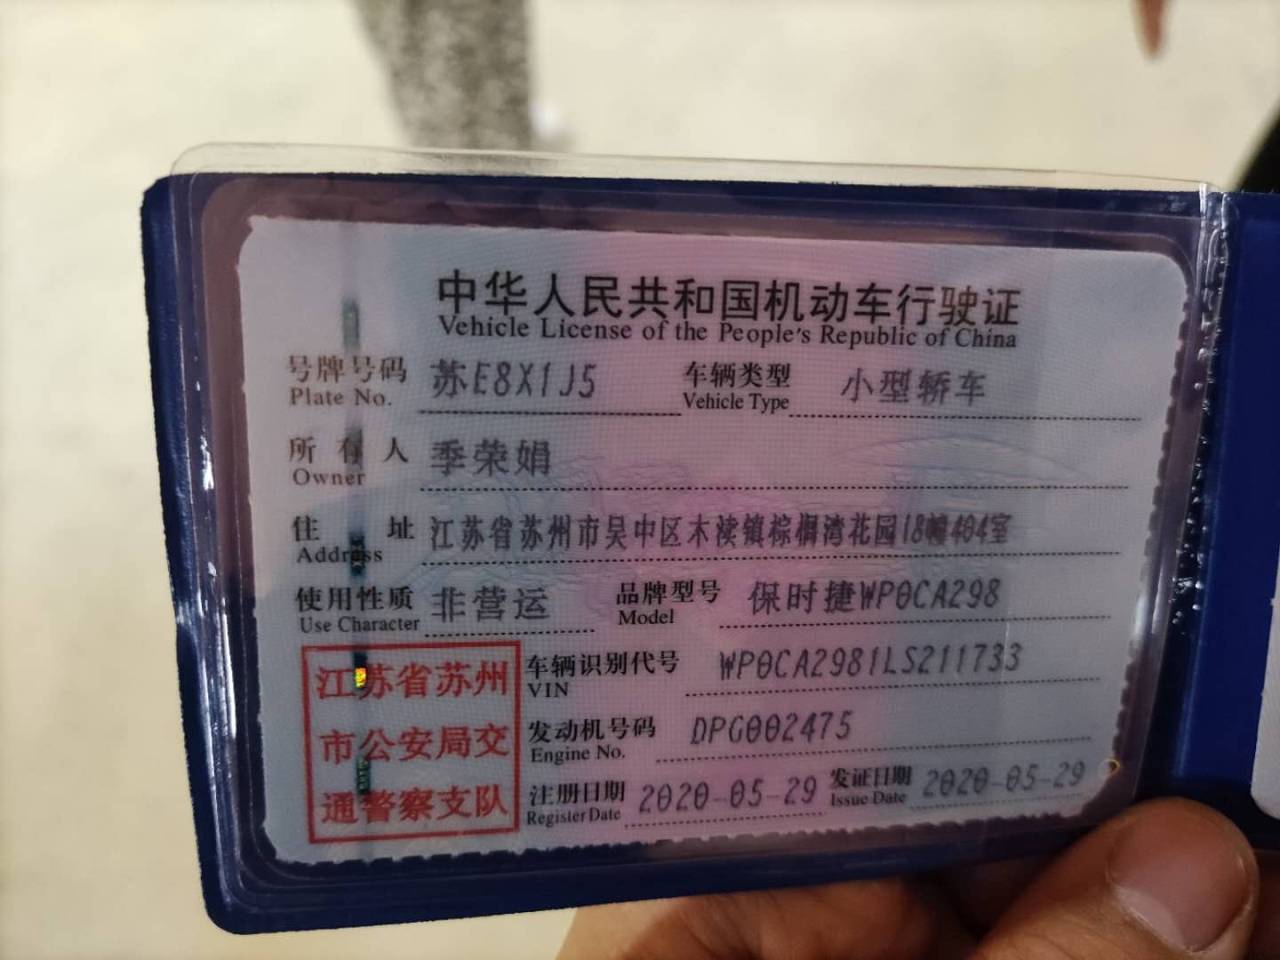 中华人民共和国机动车行驶证
Vehicle License of the People's Republic of China
号牌号码 苏E8X1J5 车辆类型 小型轿车
Plate No. Vehicle Type
所有人 季荣娟
Owner
住址 江苏省苏州市吴中区木渎镇棕榈湾花园18幢404室
Address
使用性质 非营运 品牌型号 保时捷WP0CA298
Use Character Model
江苏省苏州 车辆识别代号 WP0CA2981LS211733
VIN
市公安局交 发动机号码 DPG002475
Engine No.
通警察支队 注册日期 2020-05-29 发证日期 2020-05-29
Register Date Issue Date